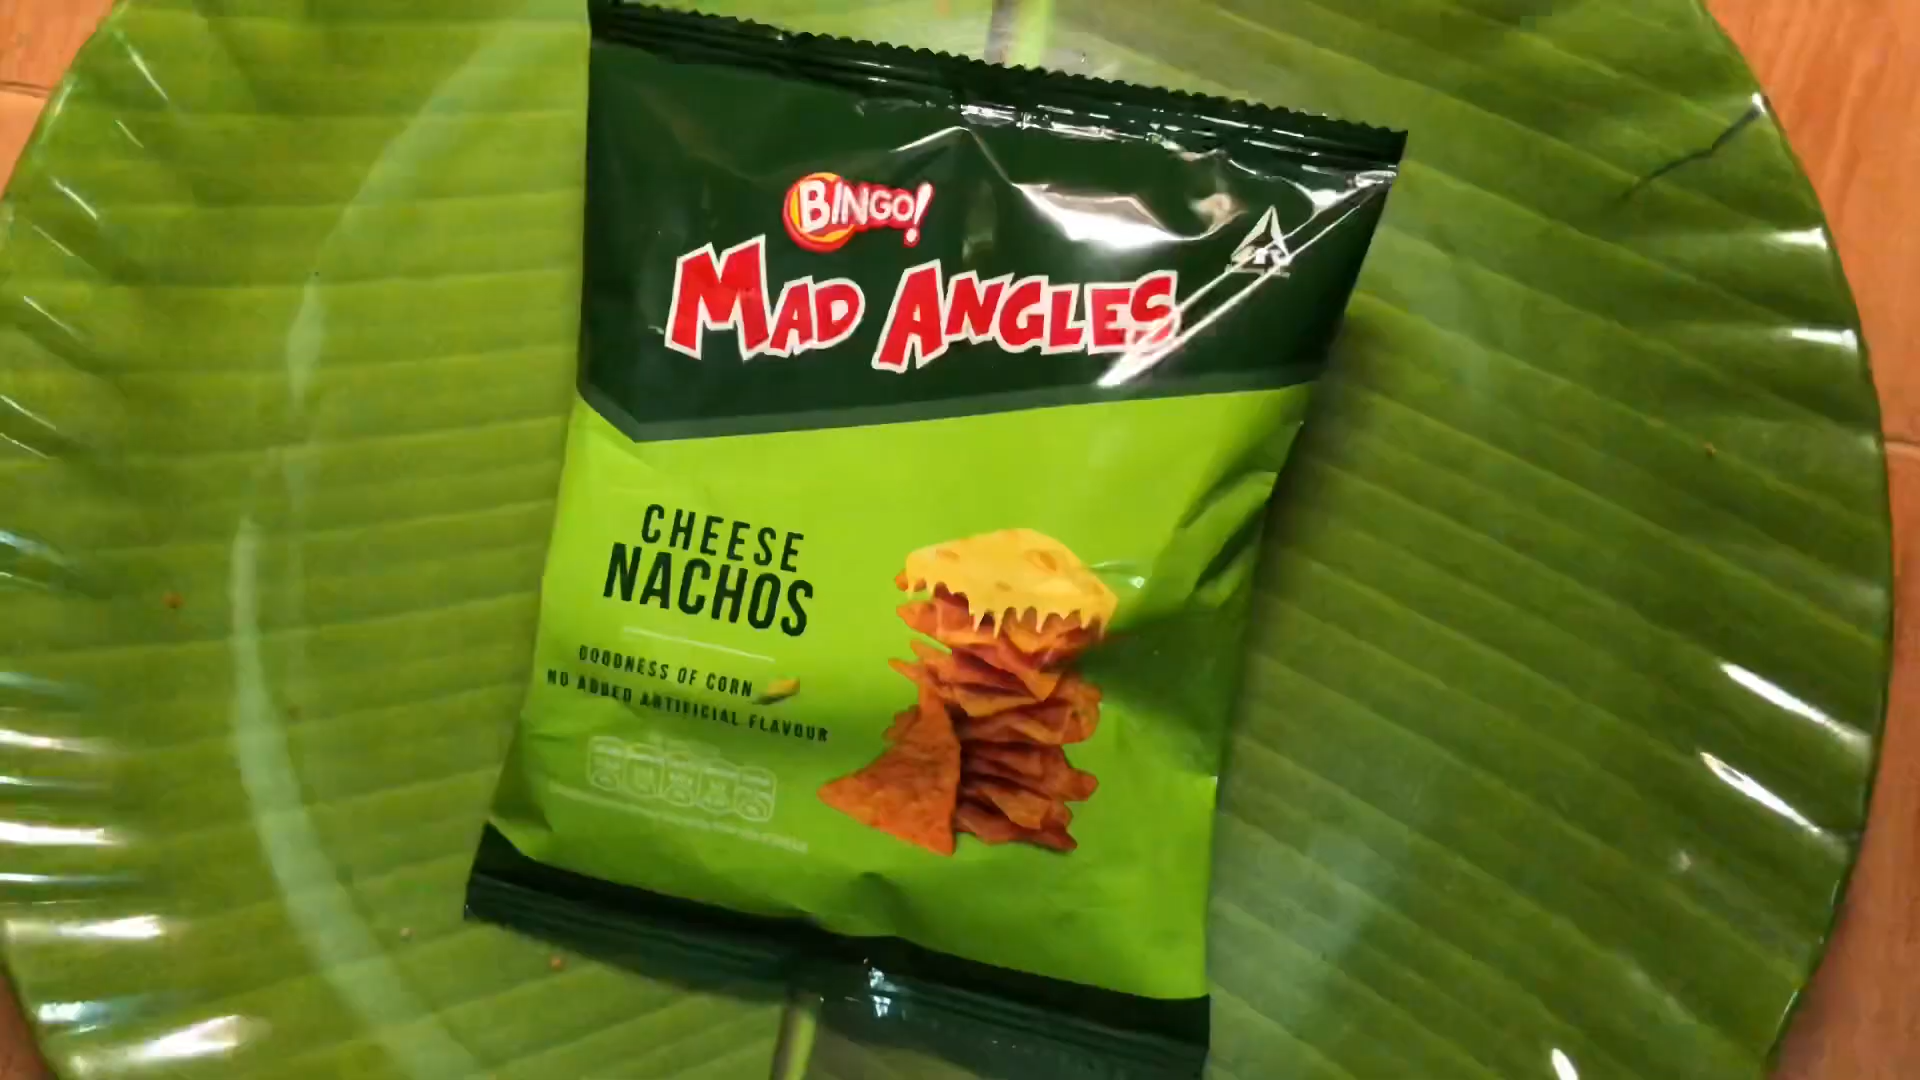 BINGO!
MAD ANGLES
CHEESE
NACHOS
GOODNESS OF CORN
NO ADDED ARTIFICIAL FLAVOUR